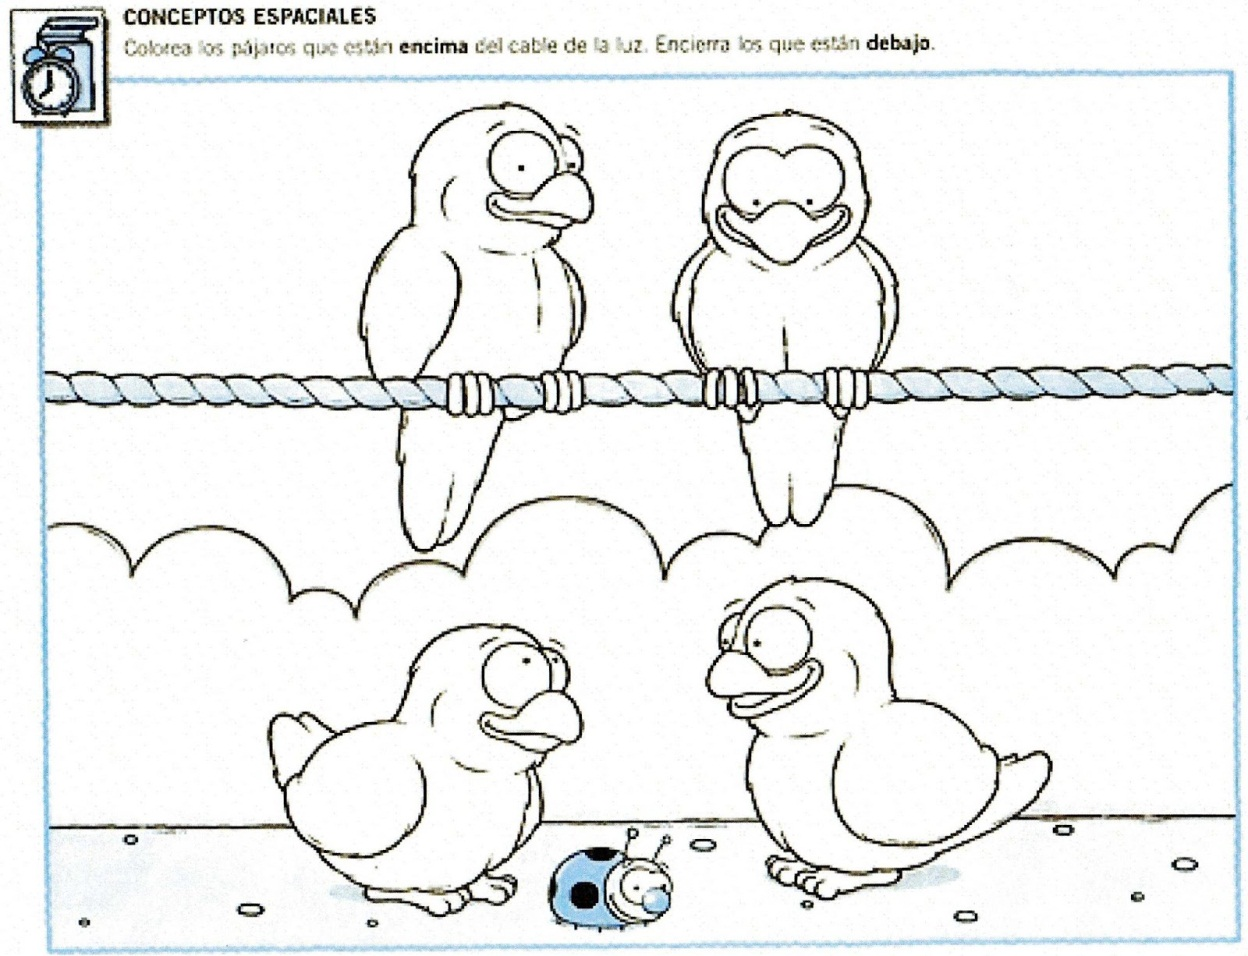 CONCEPTOS ESPACIALES
Colorea los pájaros que están encima del cable de la luz. Encierra los que están debajo.